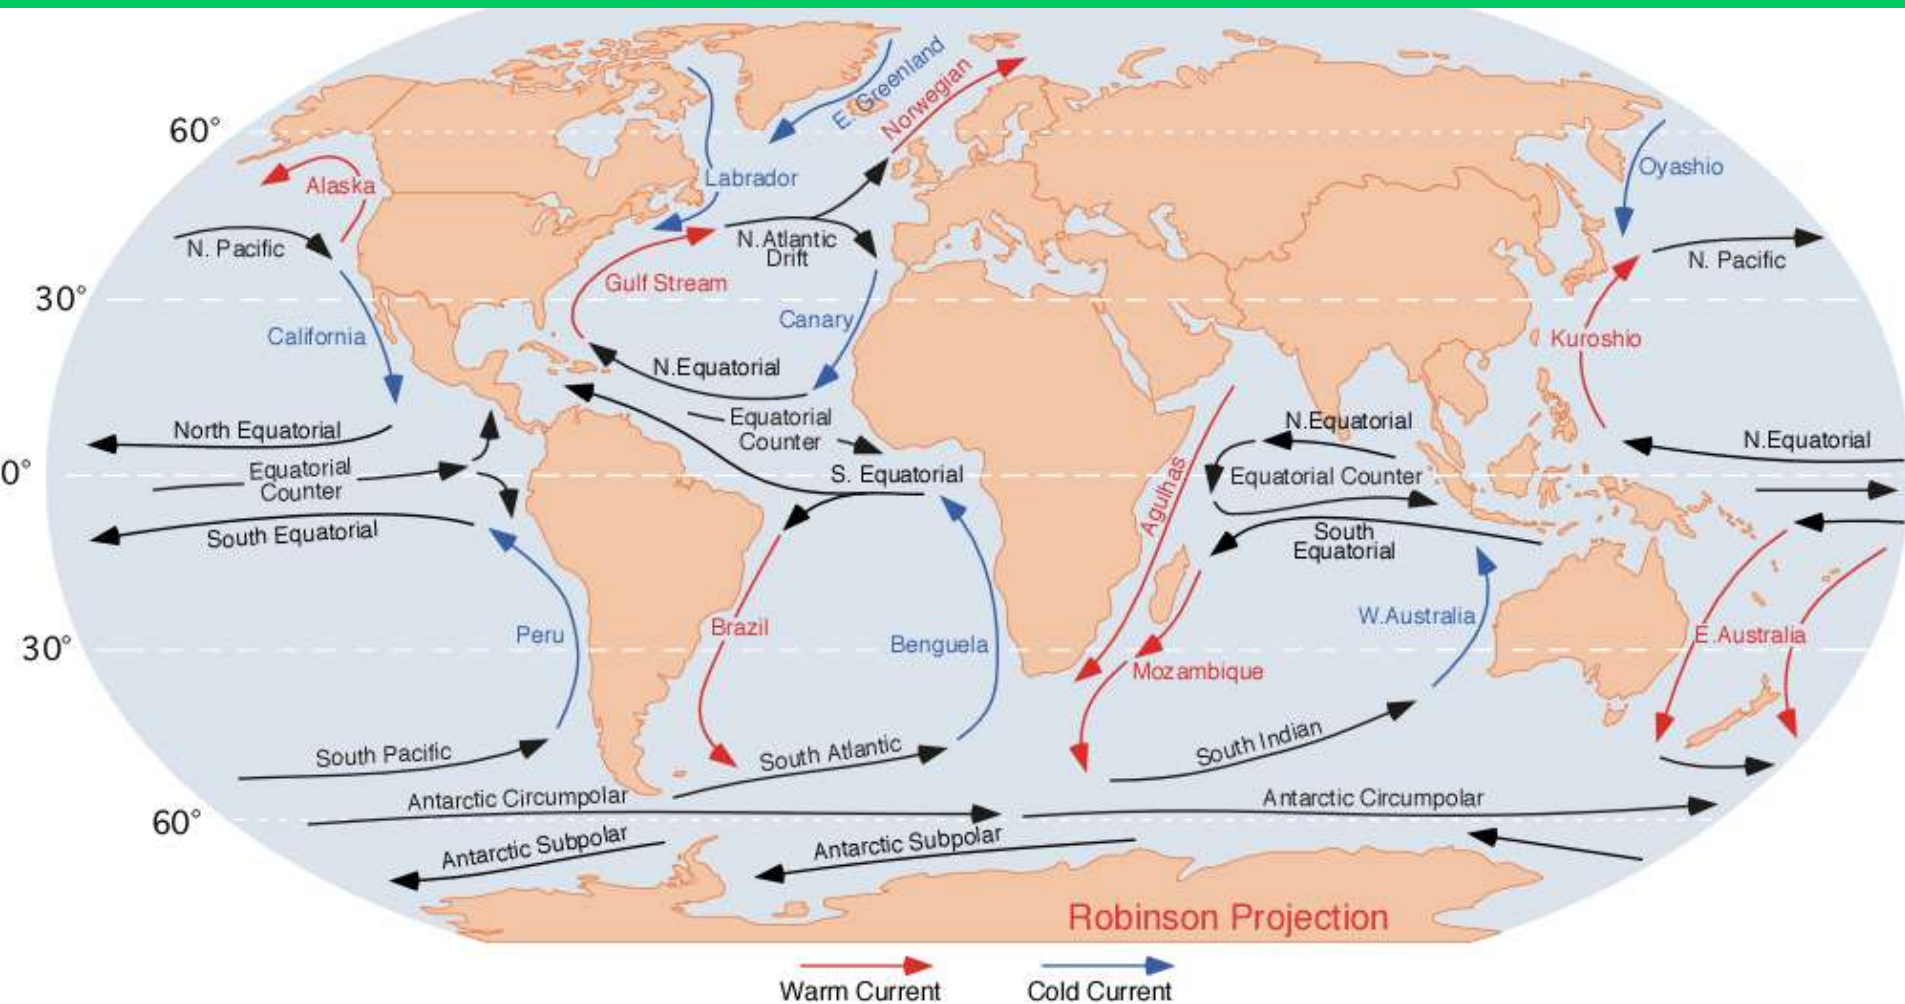 E. Greenland
Norwegian
60°
Labrador
Oyashio
Alaska
N. Pacific
N.Atlantic
Drift
N. Pacific
Gulf Stream
30°
California
Canary
Kuroshio
N.Equatorial
North Equatorial
Equatorial
Counter
N.Equatorial
N.Equatorial
0°
Equatorial
Counter
S. Equatorial
Agulhas
Equatorial Counter
South Equatorial
South
Equatorial
Peru
Brazil
Benguela
W.Australia
E.Australia
30°
Mozambique
South Pacific
South Atlantic
South Indian
Antarctic Circumpolar
Antarctic Circumpolar
60°
Antarctic Subpolar
Antarctic Subpolar
Robinson Projection
Warm Current
Cold Current